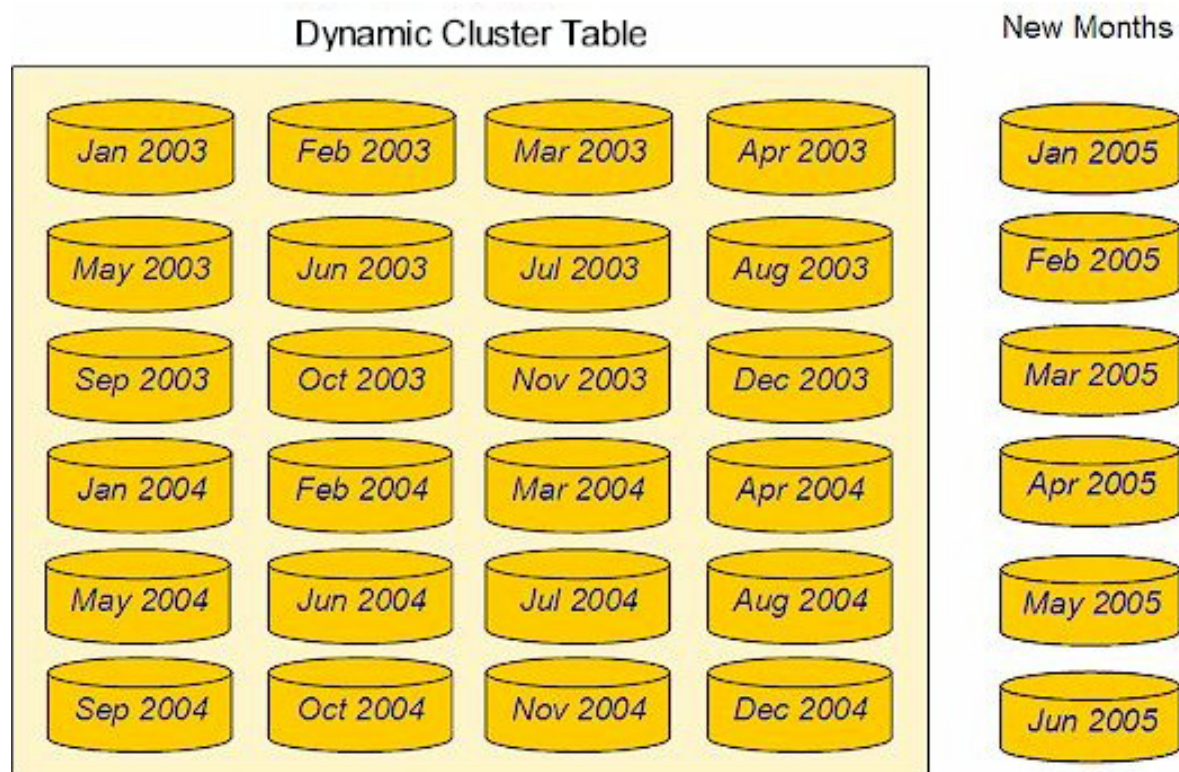 Dynamic Cluster Table
New Months
Jan 2003
Feb 2003
Mar 2003
Apr 2003
Jan 2005
May 2003
Jun 2003
Jul 2003
Aug 2003
Feb 2005
Sep 2003
Oct 2003
Nov 2003
Dec 2003
Mar 2005
Jan 2004
Feb 2004
Mar 2004
Apr 2004
Apr 2005
May 2004
Jun 2004
Jul 2004
Aug 2004
May 2005
Sep 2004
Oct 2004
Nov 2004
Dec 2004
Jun 2005